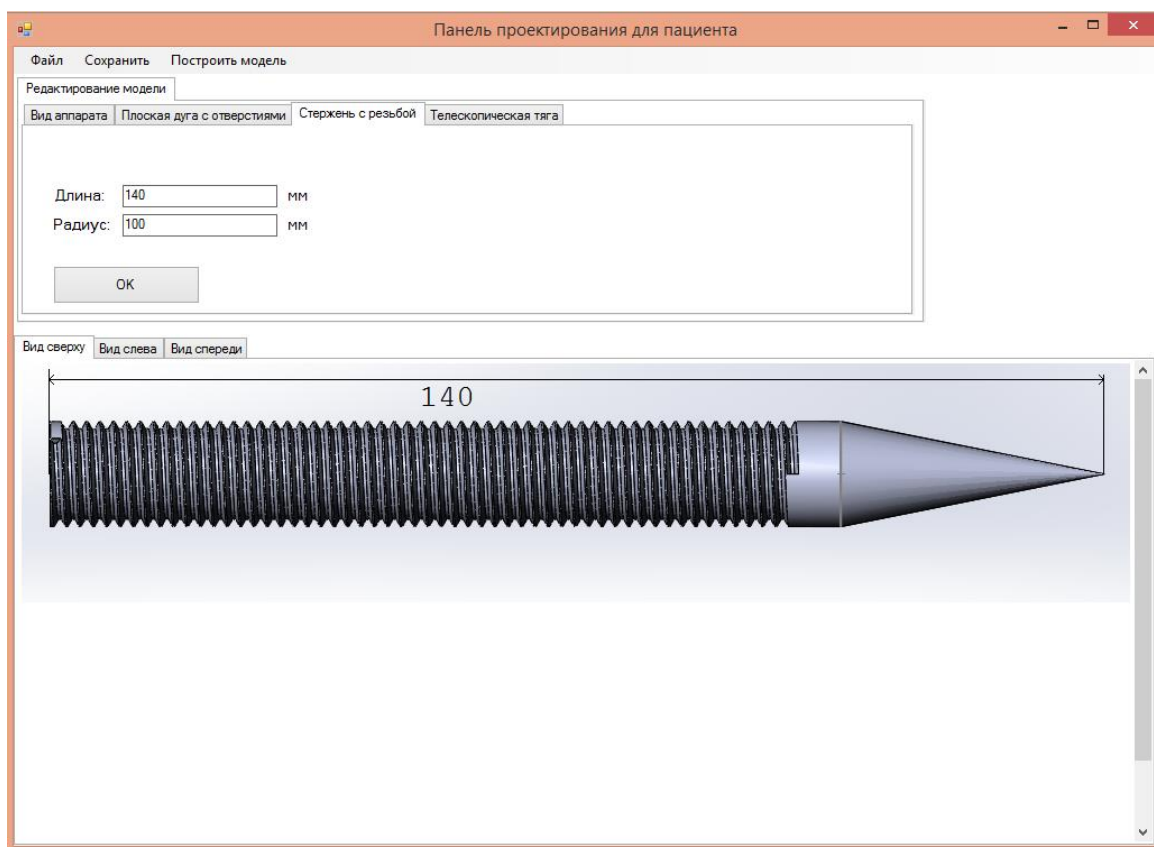 Панель проектирования для пациента
Файл Сохранить Построить модель
Редактирование модели
Вид аппарата Плоская дуга с отверстиями Стержень с резьбой Телескопическая тяга
Длина: 140 мм
Радиус: 100 мм
OK
Вид сверху Вид слева Вид спереди
140